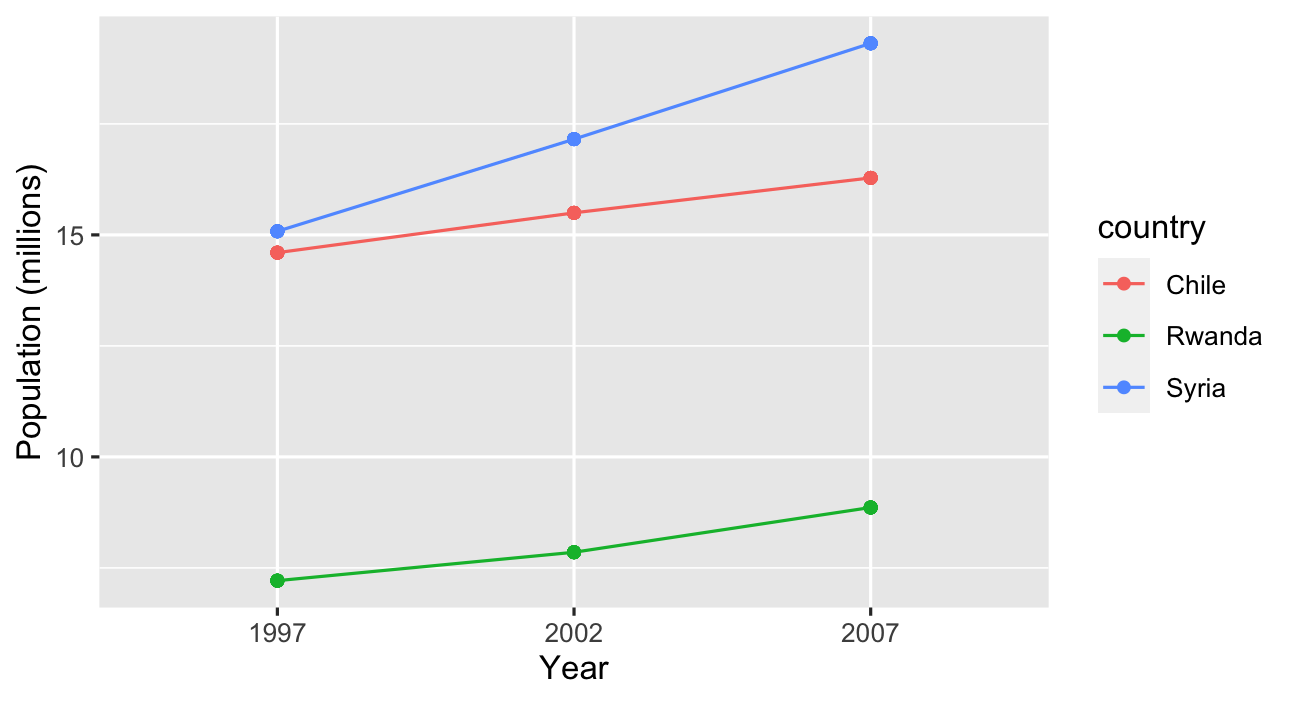 Population (millions)
15
10
1997 2002 2007
Year
country
Chile
Rwanda
Syria